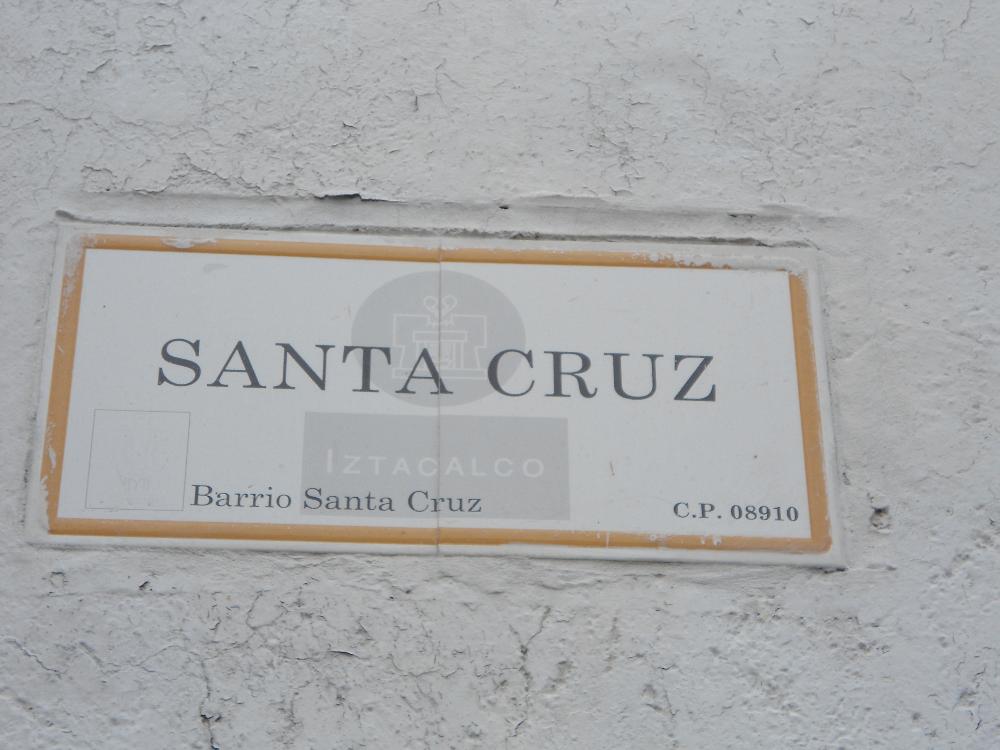 SANTA CRUZ
IZTACALCO
Barrio Santa Cruz
C.P. 08910